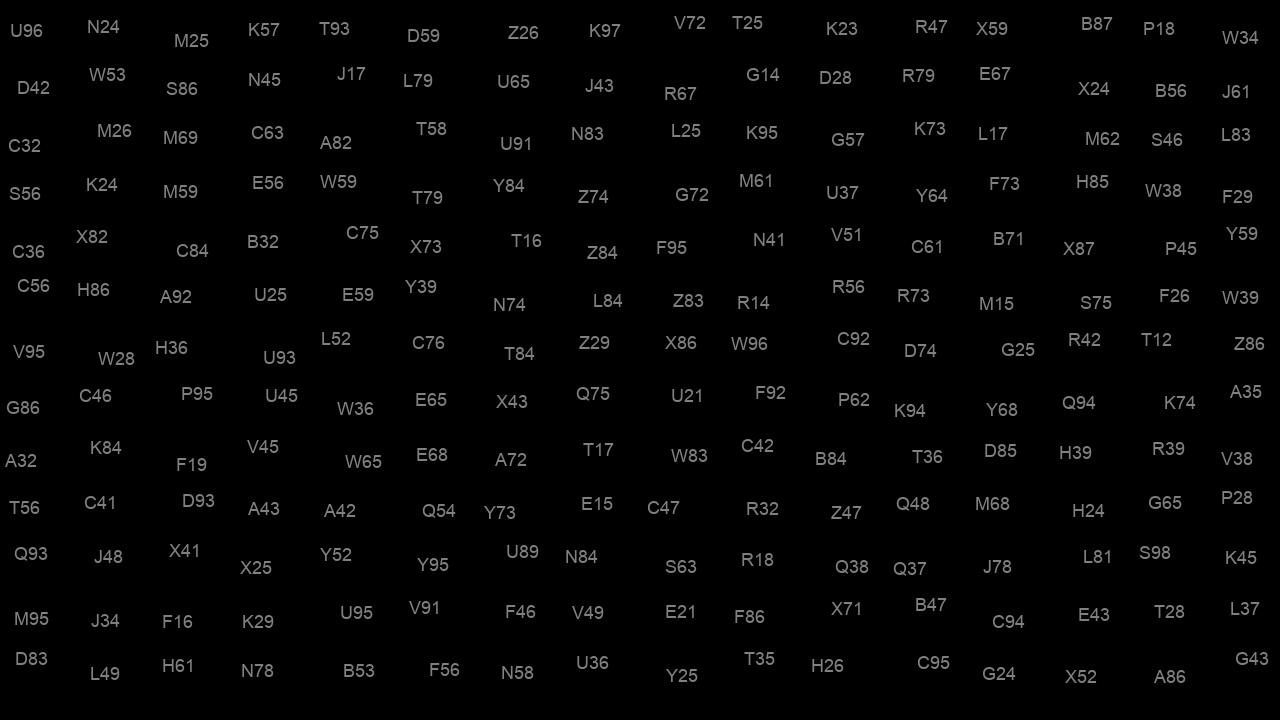 U96 N24 M25 K57 T93 D59 Z26 K97 V72 T25 K23 R47 X59 B87 P18 W34
D42 W53 S86 N45 J17 L79 U65 J43 R67 G14 D28 R79 E67 X24 B56 J61
C32 M26 M69 C63 A82 T58 U91 N83 L25 K95 G57 K73 L17 M62 S46 L83
S56 K24 M59 E56 W59 T79 Y84 Z74 G72 M61 U37 Y64 F73 H85 W38 F29
C36 X82 C84 B32 C75 X73 T16 Z84 F95 N41 V51 C61 B71 X87 P45 Y59
C56 H86 A92 U25 E59 Y39 N74 L84 Z83 R14 R56 R73 M15 S75 F26 W39
V95 W28 H36 U93 L52 C76 T84 Z29 X86 W96 C92 D74 G25 R42 T12 Z86
G86 C46 P95 U45 W36 E65 X43 Q75 U21 F92 P62 K94 Y68 Q94 K74 A35
A32 K84 F19 V45 W65 E68 A72 T17 W83 C42 B84 T36 D85 H39 R39 V38
T56 C41 D93 A43 A42 Q54 Y73 E15 C47 R32 Z47 Q48 M68 H24 G65 P28
Q93 J48 X41 X25 Y52 Y95 U89 N84 S63 R18 Q38 Q37 J78 L81 S98 K45
M95 J34 F16 K29 U95 V91 F46 V49 E21 F86 X71 B47 C94 E43 T28 L37
D83 L49 H61 N78 B53 F56 N58 U36 Y25 T35 H26 C95 G24 X52 A86 G43